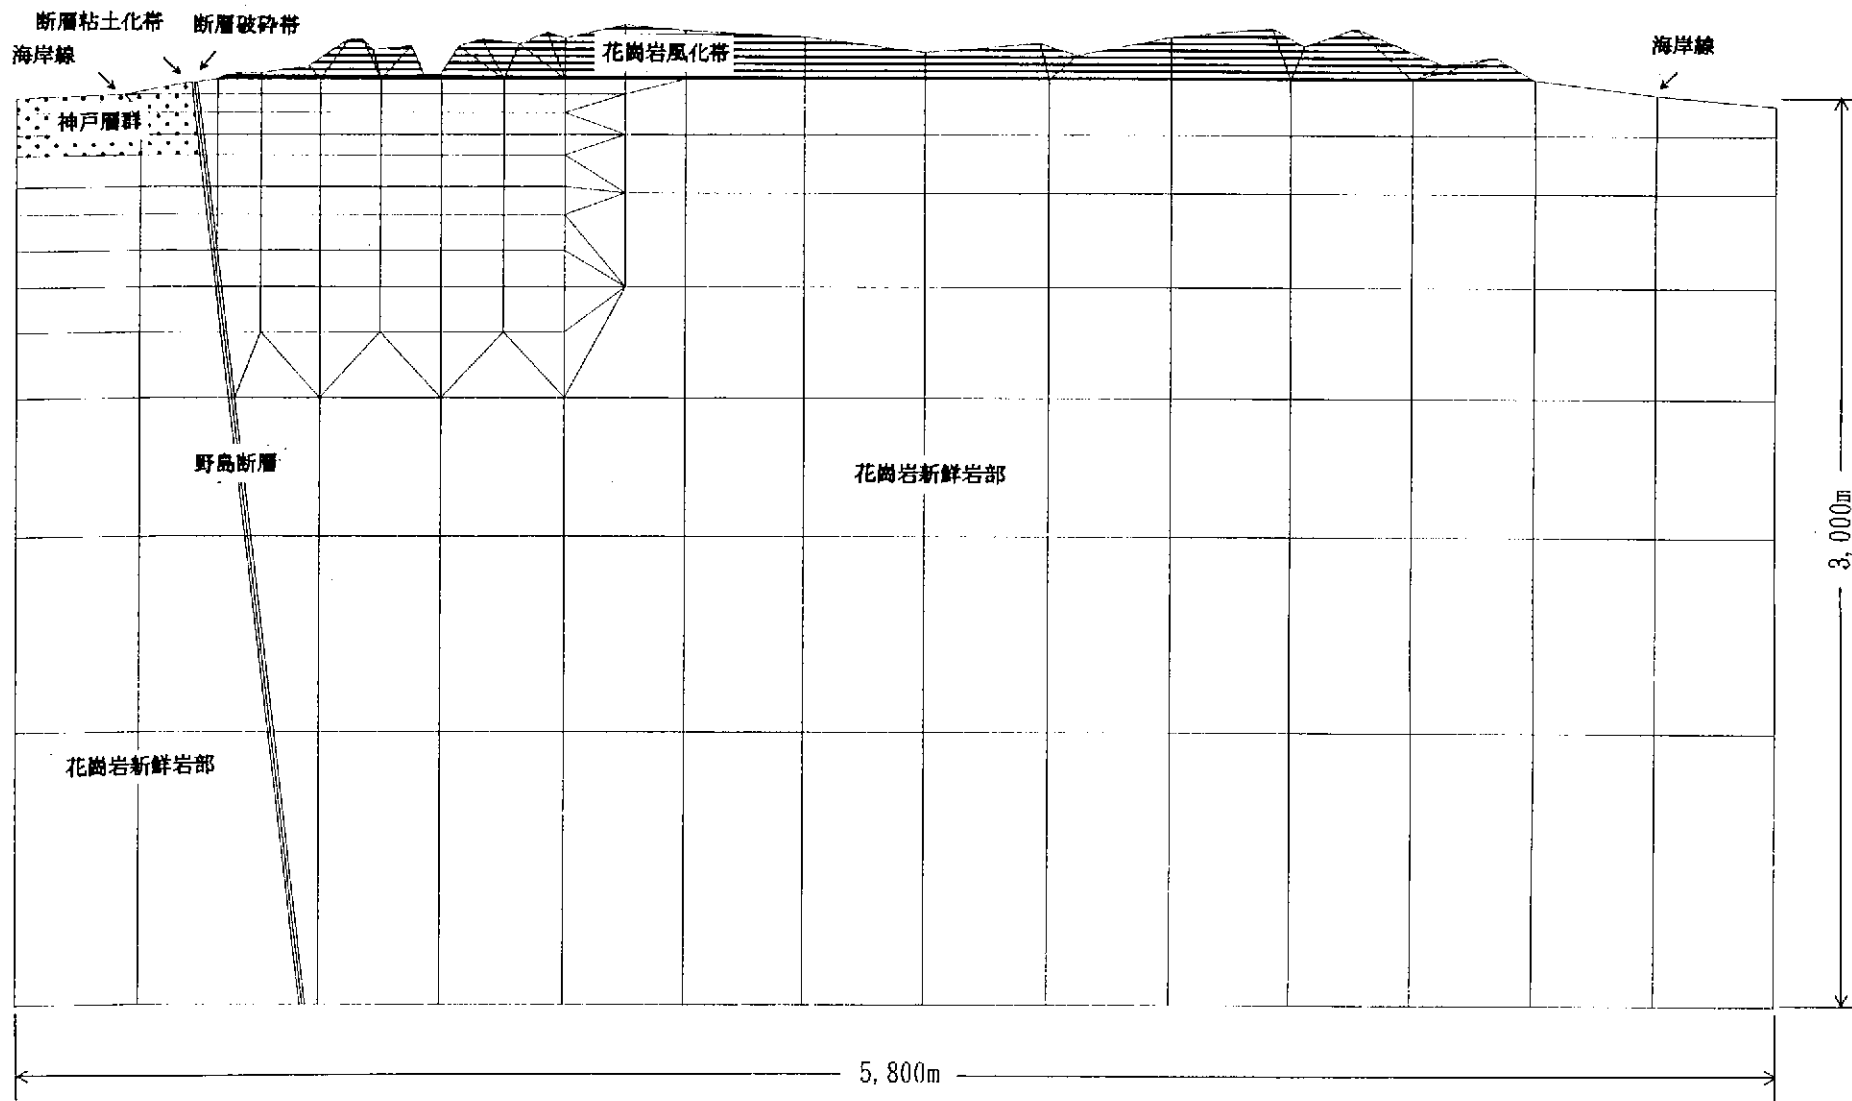 断層粘土化帯
断層破砕帯
海岸線
花崗岩風化帯
海岸線
神戸層群
野島断層
花崗岩新鮮岩部
3,000m
花崗岩新鮮岩部
5,800m